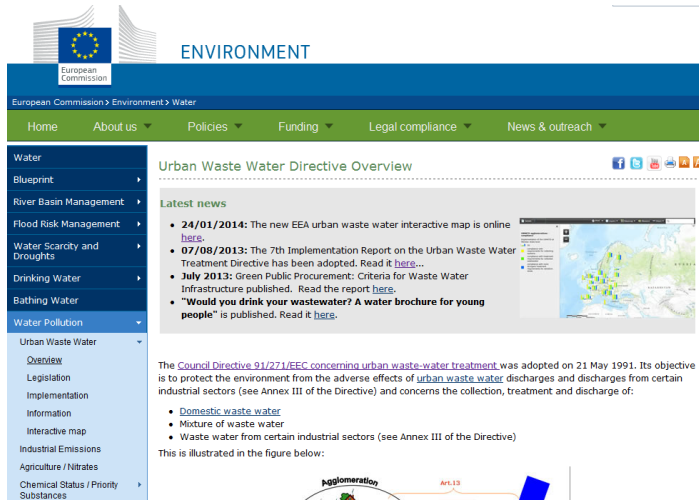 European
Commission
ENVIRONMENT
European Commission > Environment > Water
Home About us Policies Funding Legal compliance News & outreach
Water
Blueprint
River Basin Management
Flood Risk Management
Water Scarcity and
Droughts
Drinking Water
Bathing Water
Water Pollution
Urban Waste Water
Overview
Legislation
Implementation
Information
Interactive map
Industrial Emissions
Agriculture / Nitrates
Chemical Status / Priority
Substances
Urban Waste Water Directive Overview
Latest news
• 24/01/2014: The new EEA urban waste water interactive map is online
here.
• 07/08/2013: The 7th Implementation Report on the Urban Waste Water
Treatment Directive has been adopted. Read it here...
• July 2013: Green Public Procurement: Criteria for Waste Water
Infrastructure published. Read the report here.
• "Would you drink your wastewater? A water brochure for young
people" is published. Read it here.
The Council Directive 91/271/EEC concerning urban waste-water treatment was adopted on 21 May 1991. Its objective
is to protect the environment from the adverse effects of urban waste water discharges and discharges from certain
industrial sectors (see Annex III of the Directive) and concerns the collection, treatment and discharge of:
• Domestic waste water
• Mixture of waste water
• Waste water from certain industrial sectors (see Annex III of the Directive)
This is illustrated in the figure below:
Agglomeration
Art.13